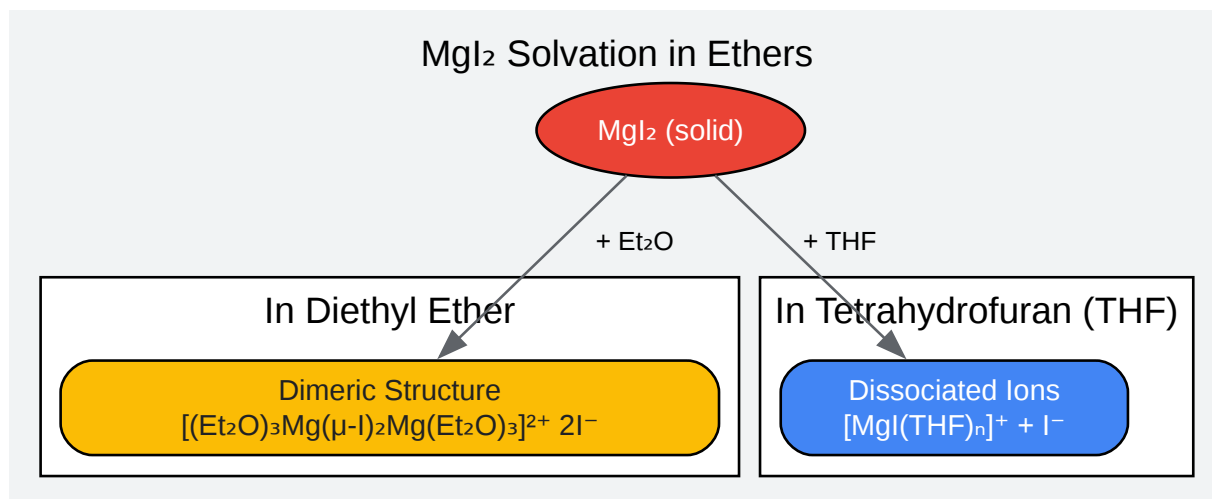 MgI₂ Solvation in Ethers
MgI₂ (solid)
+ Et₂O
+ THF
In Diethyl Ether
In Tetrahydrofuran (THF)
Dimeric Structure
[(Et₂O)₃Mg(μ-I)₂Mg(Et₂O)₃]²⁺ 2I⁻
Dissociated Ions
[MgI(THF)ₙ]⁺ + I⁻